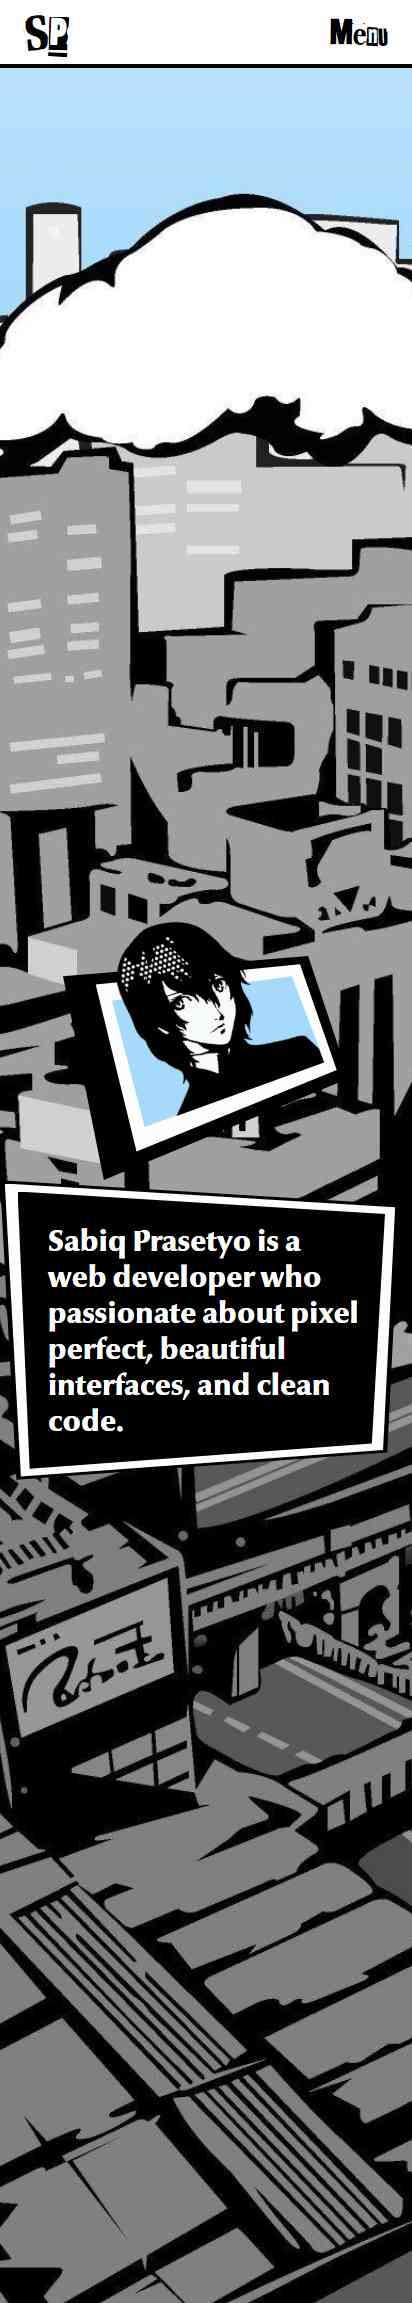 SP
Menu
Sabiq Prasetyo is a
web developer who
passionate about pixel
perfect, beautiful
interfaces, and clean
code.